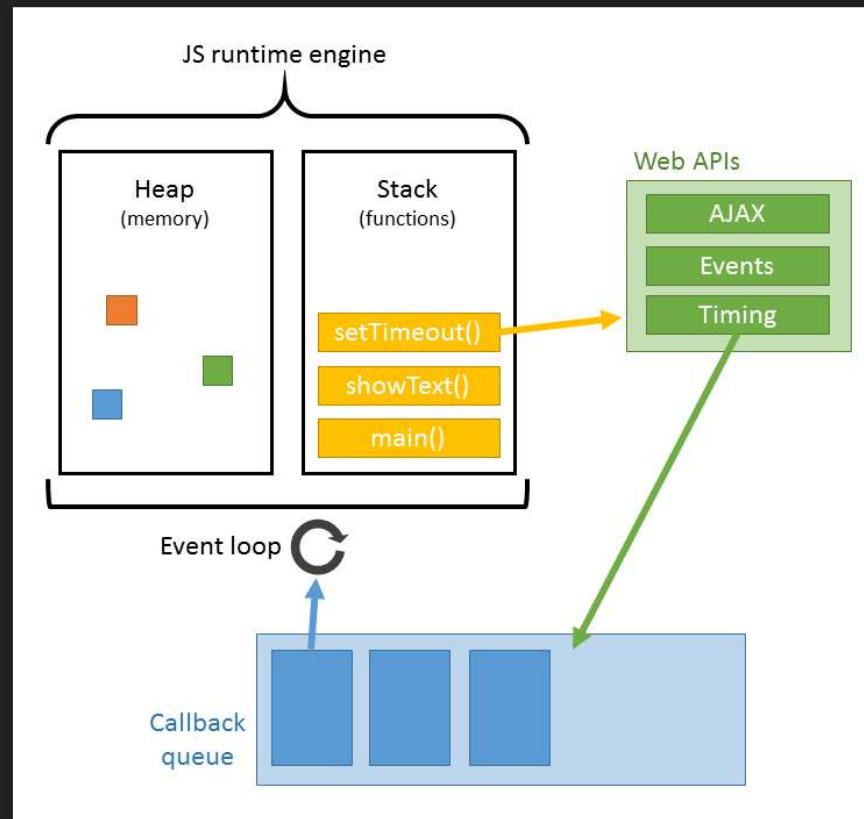 JS runtime engine
Heap
(memory)
Stack
(functions)
setTimeout()
showText()
main()
Web APIs
AJAX
Events
Timing
Event loop
Callback
queue